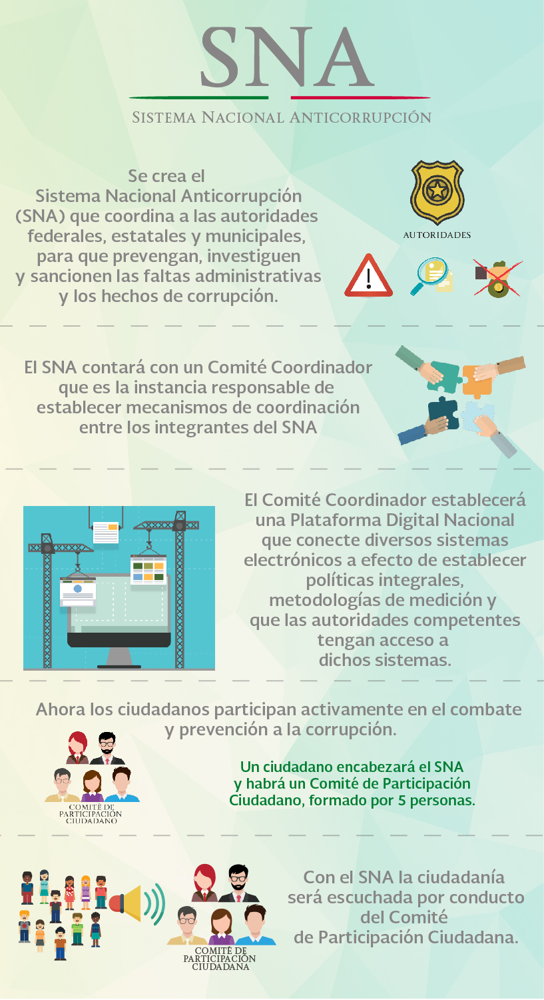 SNA
Sistema Nacional Anticorrupción
Se crea el
Sistema Nacional Anticorrupción
(SNA) que coordina a las autoridades
federales, estatales y municipales,
para que prevengan, investiguen
y sancionen las faltas administrativas
y los hechos de corrupción.
AUTORIDADES
El SNA contará con un Comité Coordinador
que es la instancia responsable de
establecer mecanismos de coordinación
entre los integrantes del SNA
El Comité Coordinador establecerá
una Plataforma Digital Nacional
que conecte diversos sistemas
electrónicos a efecto de establecer
políticas integrales,
metodologías de medición y
que las autoridades competentes
tengan acceso a
dichos sistemas.
Ahora los ciudadanos participan activamente en el combate
y prevención a la corrupción.
Un ciudadano encabezará el SNA
y habrá un Comité de Participación
Ciudadano, formado por 5 personas.
COMITÉ DE
PARTICIPACIÓN
CIUDADANO
Con el SNA la ciudadanía
será escuchada por conducto
del Comité
de Participación Ciudadana.
COMITÉ DE
PARTICIPACIÓN
CIUDADANA